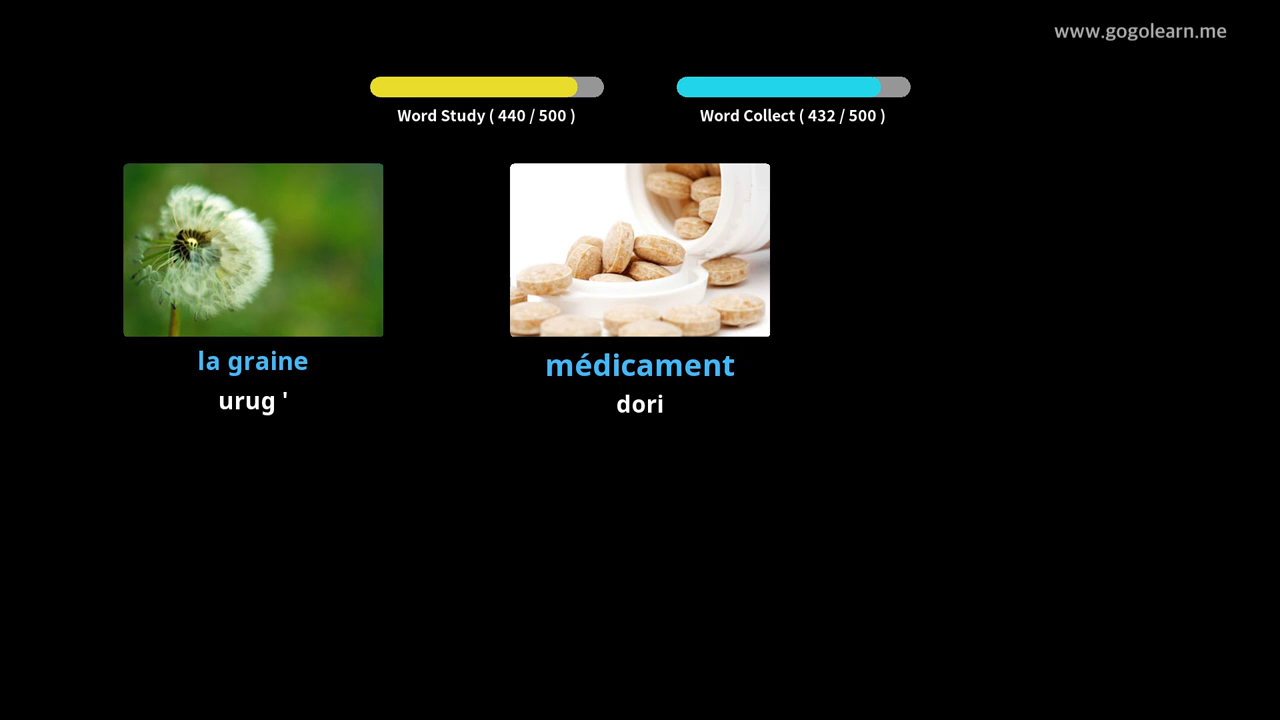 www.gogolearn.me
Word Study ( 440 / 500 )
Word Collect ( 432 / 500 )
la graine
urug '
médicament
dori